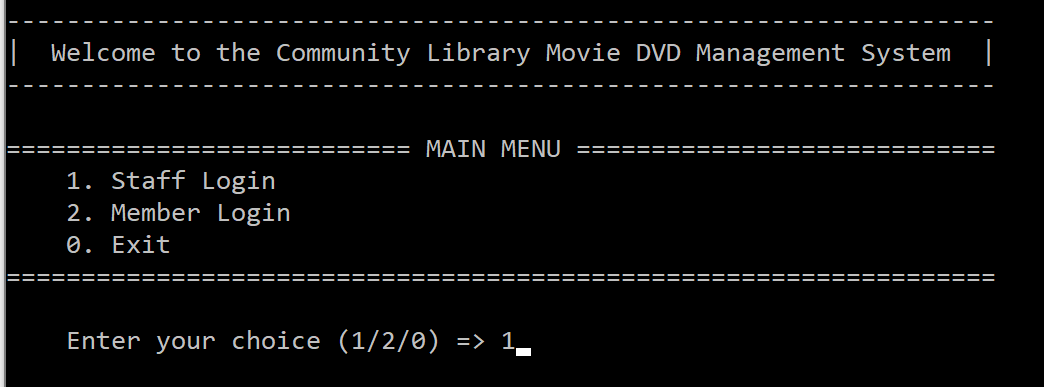 ------------------------------------------------------------------
|  Welcome to the Community Library Movie DVD Management System  |
------------------------------------------------------------------
=========================== MAIN MENU ============================
1. Staff Login
2. Member Login
0. Exit
==================================================================
Enter your choice (1/2/0) => 1